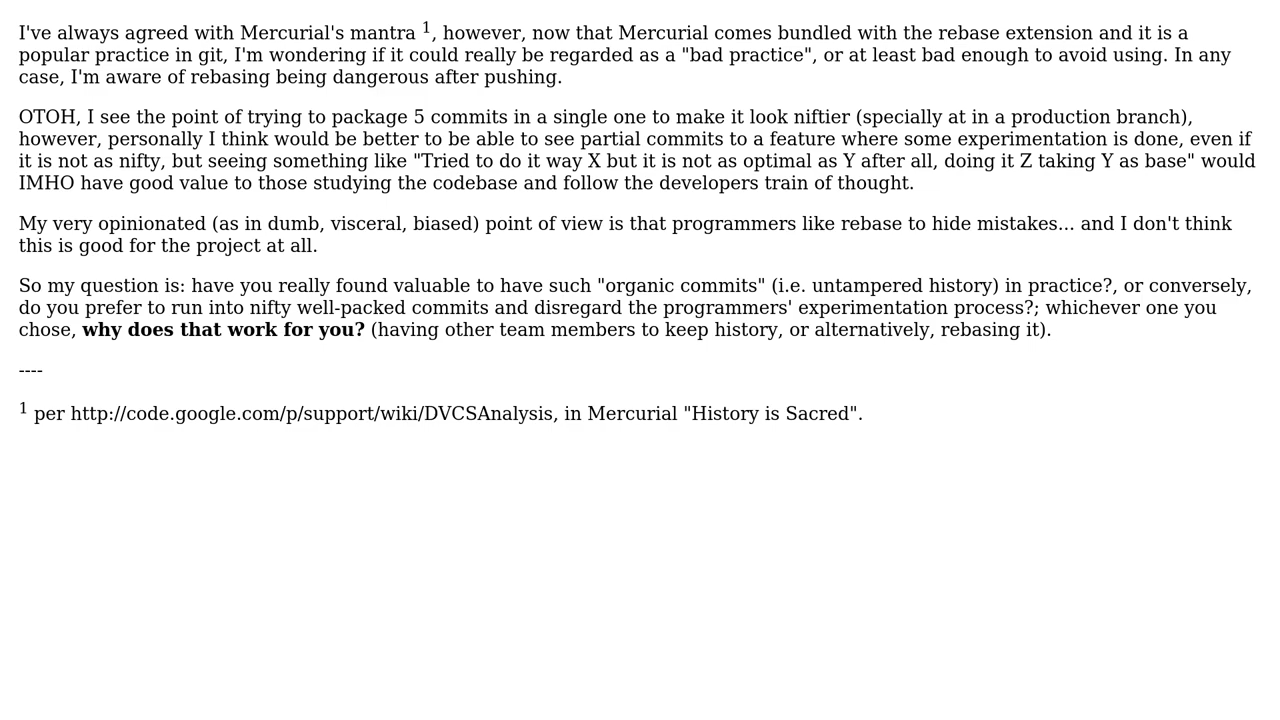 I've always agreed with Mercurial's mantra 1, however, now that Mercurial comes bundled with the rebase extension and it is a
popular practice in git, I'm wondering if it could really be regarded as a "bad practice", or at least bad enough to avoid using. In any
case, I'm aware of rebasing being dangerous after pushing.
OTOH, I see the point of trying to package 5 commits in a single one to make it look niftier (specially at in a production branch),
however, personally I think would be better to be able to see partial commits to a feature where some experimentation is done, even if
it is not as nifty, but seeing something like "Tried to do it way X but it is not as optimal as Y after all, doing it Z taking Y as base" would
IMHO have good value to those studying the codebase and follow the developers train of thought.
My very opinionated (as in dumb, visceral, biased) point of view is that programmers like rebase to hide mistakes... and I don't think
this is good for the project at all.
So my question is: have you really found valuable to have such "organic commits" (i.e. untampered history) in practice?, or conversely,
do you prefer to run into nifty well-packed commits and disregard the programmers' experimentation process?; whichever one you
chose, why does that work for you? (having other team members to keep history, or alternatively, rebasing it).
----
1 per http://code.google.com/p/support/wiki/DVCSAnalysis, in Mercurial "History is Sacred".